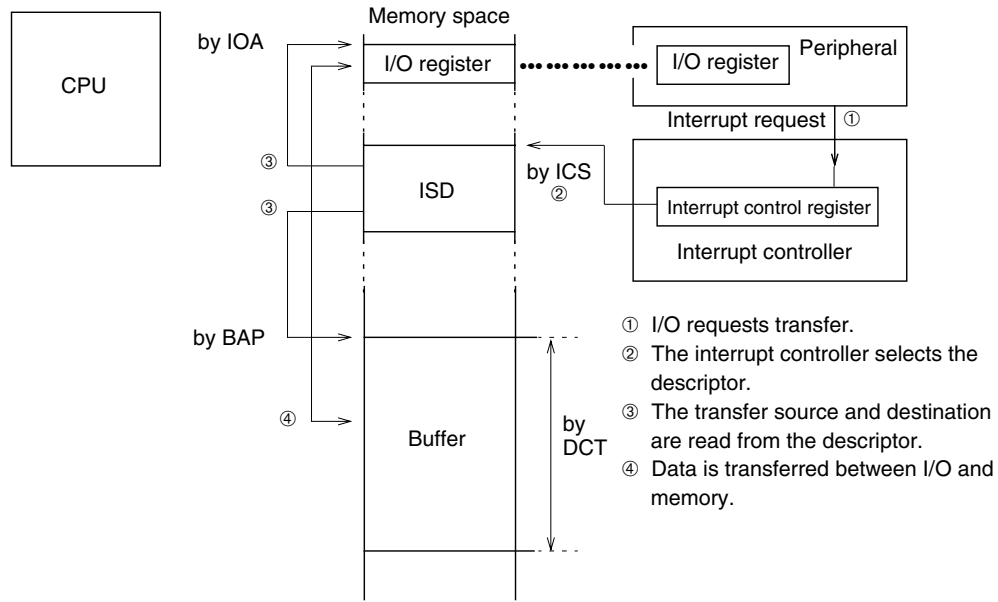 Memory space
by IOA
CPU
I/O register
I/O register
Peripheral
Interrupt request ①
③
③
ISD
by ICS
②
Interrupt control register
Interrupt controller
by BAP
④
Buffer
by
DCT
① I/O requests transfer.
② The interrupt controller selects the
descriptor.
③ The transfer source and destination
are read from the descriptor.
④ Data is transferred between I/O and
memory.